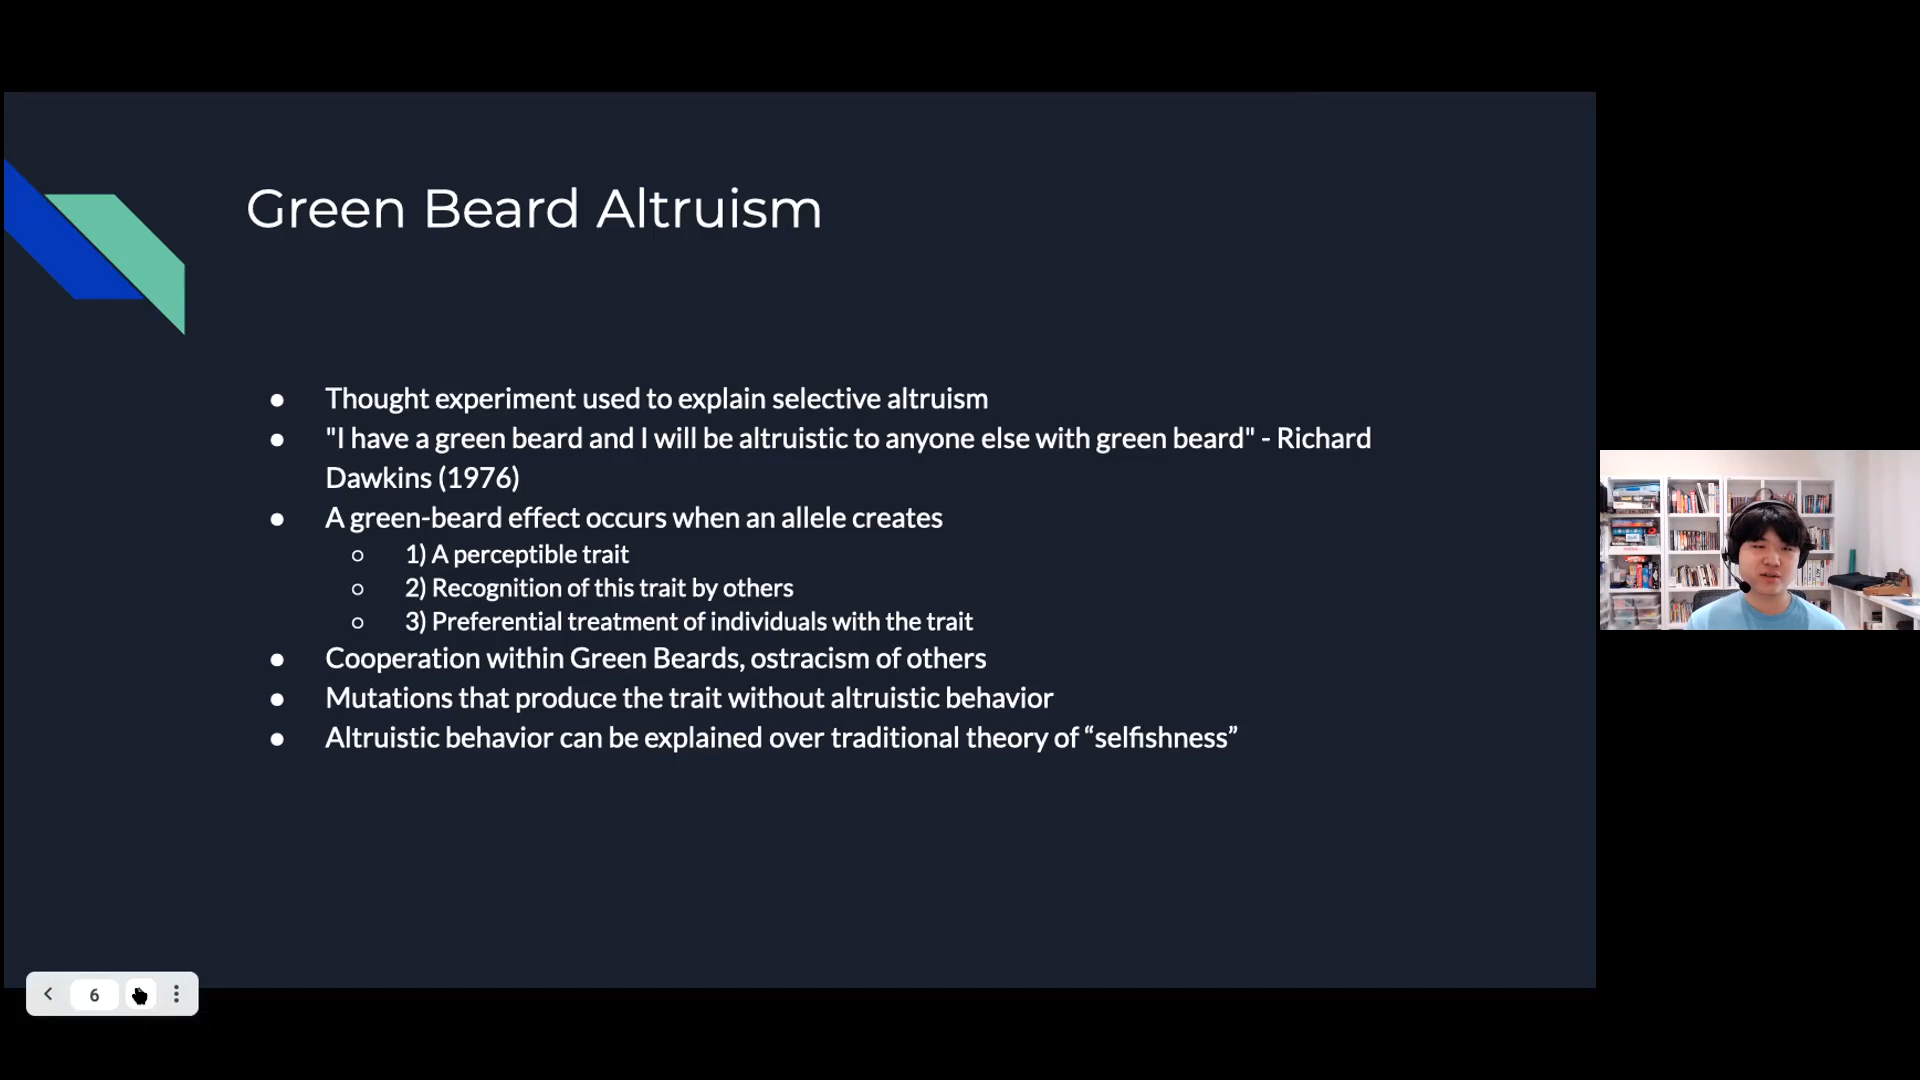 Green Beard Altruism
● Thought experiment used to explain selective altruism
● "I have a green beard and I will be altruistic to anyone else with green beard" - Richard
Dawkins (1976)
● A green-beard effect occurs when an allele creates
○ 1) A perceptible trait
○ 2) Recognition of this trait by others
○ 3) Preferential treatment of individuals with the trait
● Cooperation within Green Beards, ostracism of others
● Mutations that produce the trait without altruistic behavior
● Altruistic behavior can be explained over traditional theory of “selfishness”
6